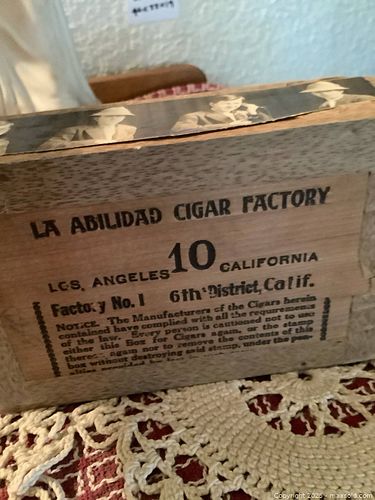 LA ABILIDAD CIGAR FACTORY
10
LOS, ANGELES CALIFORNIA
Factory No. 1 6th District, Calif.
NOTICE. The Manufacturers of the Cigars herein
contained have complied with all the requirements
of the law. Every person is cautioned not to use
either this Box for Cigars again, or the stamp
thereon again nor to remove the contents of this
box without destroying said stamp, under the pen-
Copyright 2025 - maxsold.com